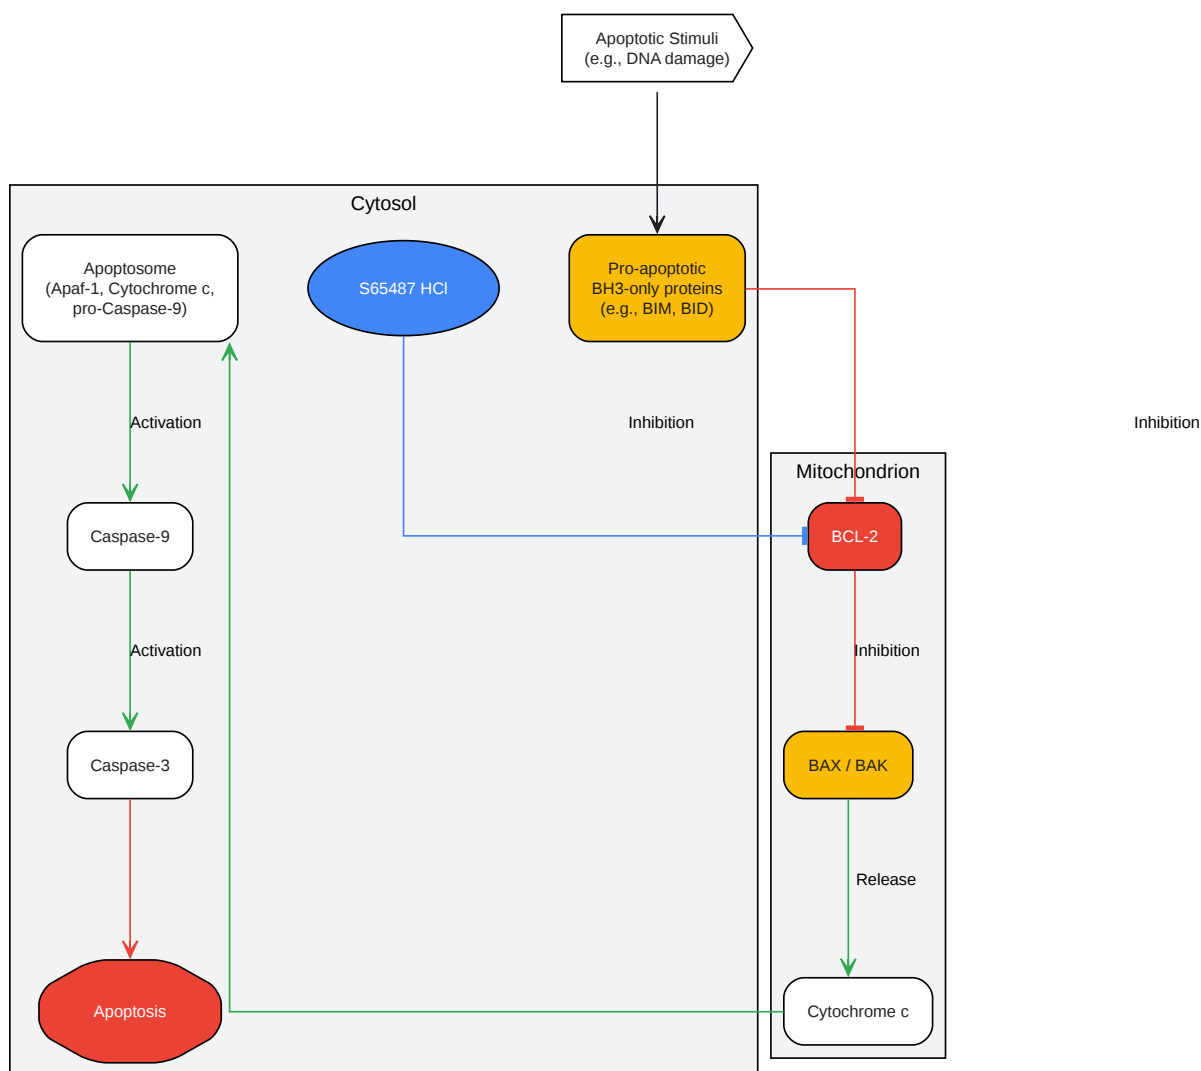 Apoptotic Stimuli
(e.g., DNA damage)
Cytosol
Apoptosome
(Apaf-1, Cytochrome c,
pro-Caspase-9)
S65487 HCl
Pro-apoptotic
BH3-only proteins
(e.g., BIM, BID)
Activation
Inhibition
Inhibition
Mitochondrion
Caspase-9
BCL-2
Activation
Inhibition
Caspase-3
BAX / BAK
Release
Apoptosis
Cytochrome c